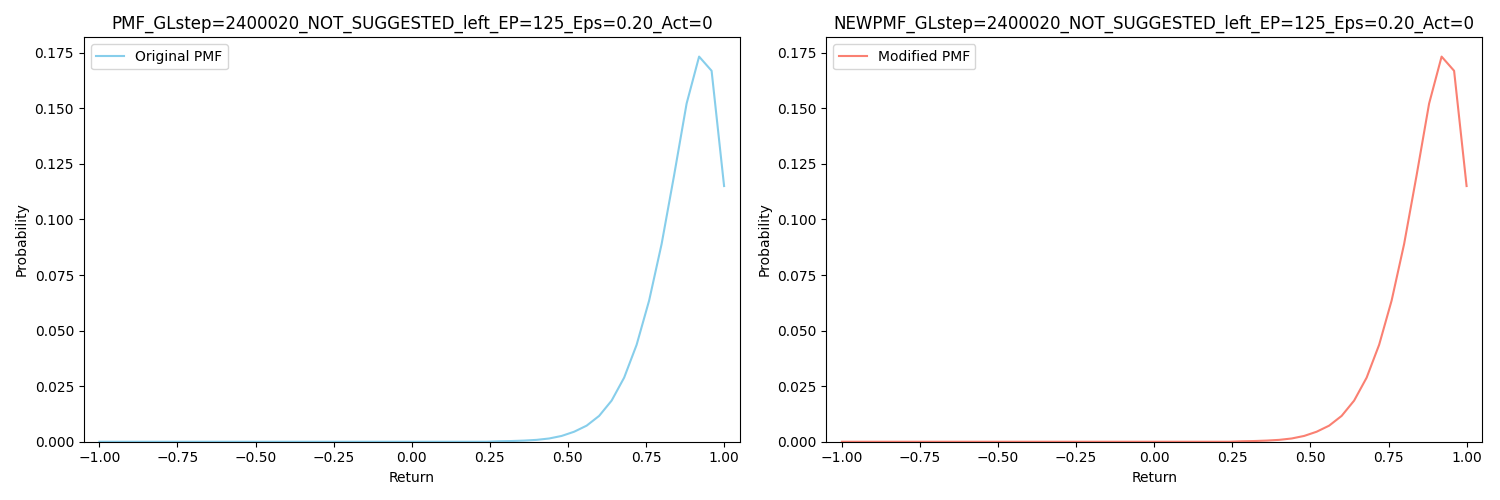 PMF_GLstep=2400020_NOT_SUGGESTED_left_EP=125_Eps=0.20_Act=0
Original PMF
0.175
0.150
0.125
0.100
0.075
0.050
0.025
0.000
Probability
−1.00 −0.75 −0.50 −0.25 0.00 0.25 0.50 0.75 1.00
Return
NEWPMF_GLstep=2400020_NOT_SUGGESTED_left_EP=125_Eps=0.20_Act=0
Modified PMF
0.175
0.150
0.125
0.100
0.075
0.050
0.025
0.000
Probability
−1.00 −0.75 −0.50 −0.25 0.00 0.25 0.50 0.75 1.00
Return